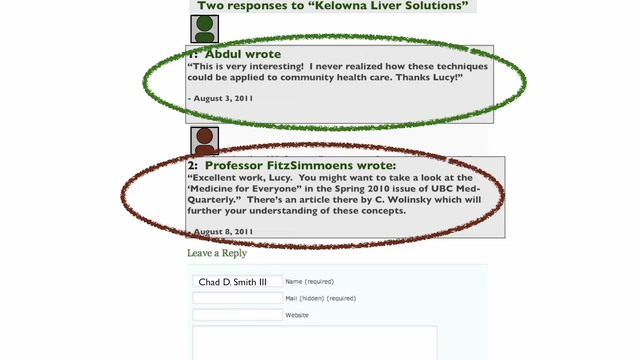 Two responses to “Kelowna Liver Solutions”
1: Abdul wrote
“This is very interesting! I never realized how these techniques
could be applied to community health care. Thanks Lucy!”
- August 3, 2011
2: Professor FitzSimmoens wrote:
“Excellent work, Lucy. You might want to take a look at the
‘Medicine for Everyone” in the Spring 2010 issue of UBC Med-
Quarterly.” There’s an article there by C. Wolinsky which will
further your understanding of these concepts.
- August 8, 2011
Leave a Reply
Chad D. Smith III Name (required)
Mail (hidden) (required)
Website